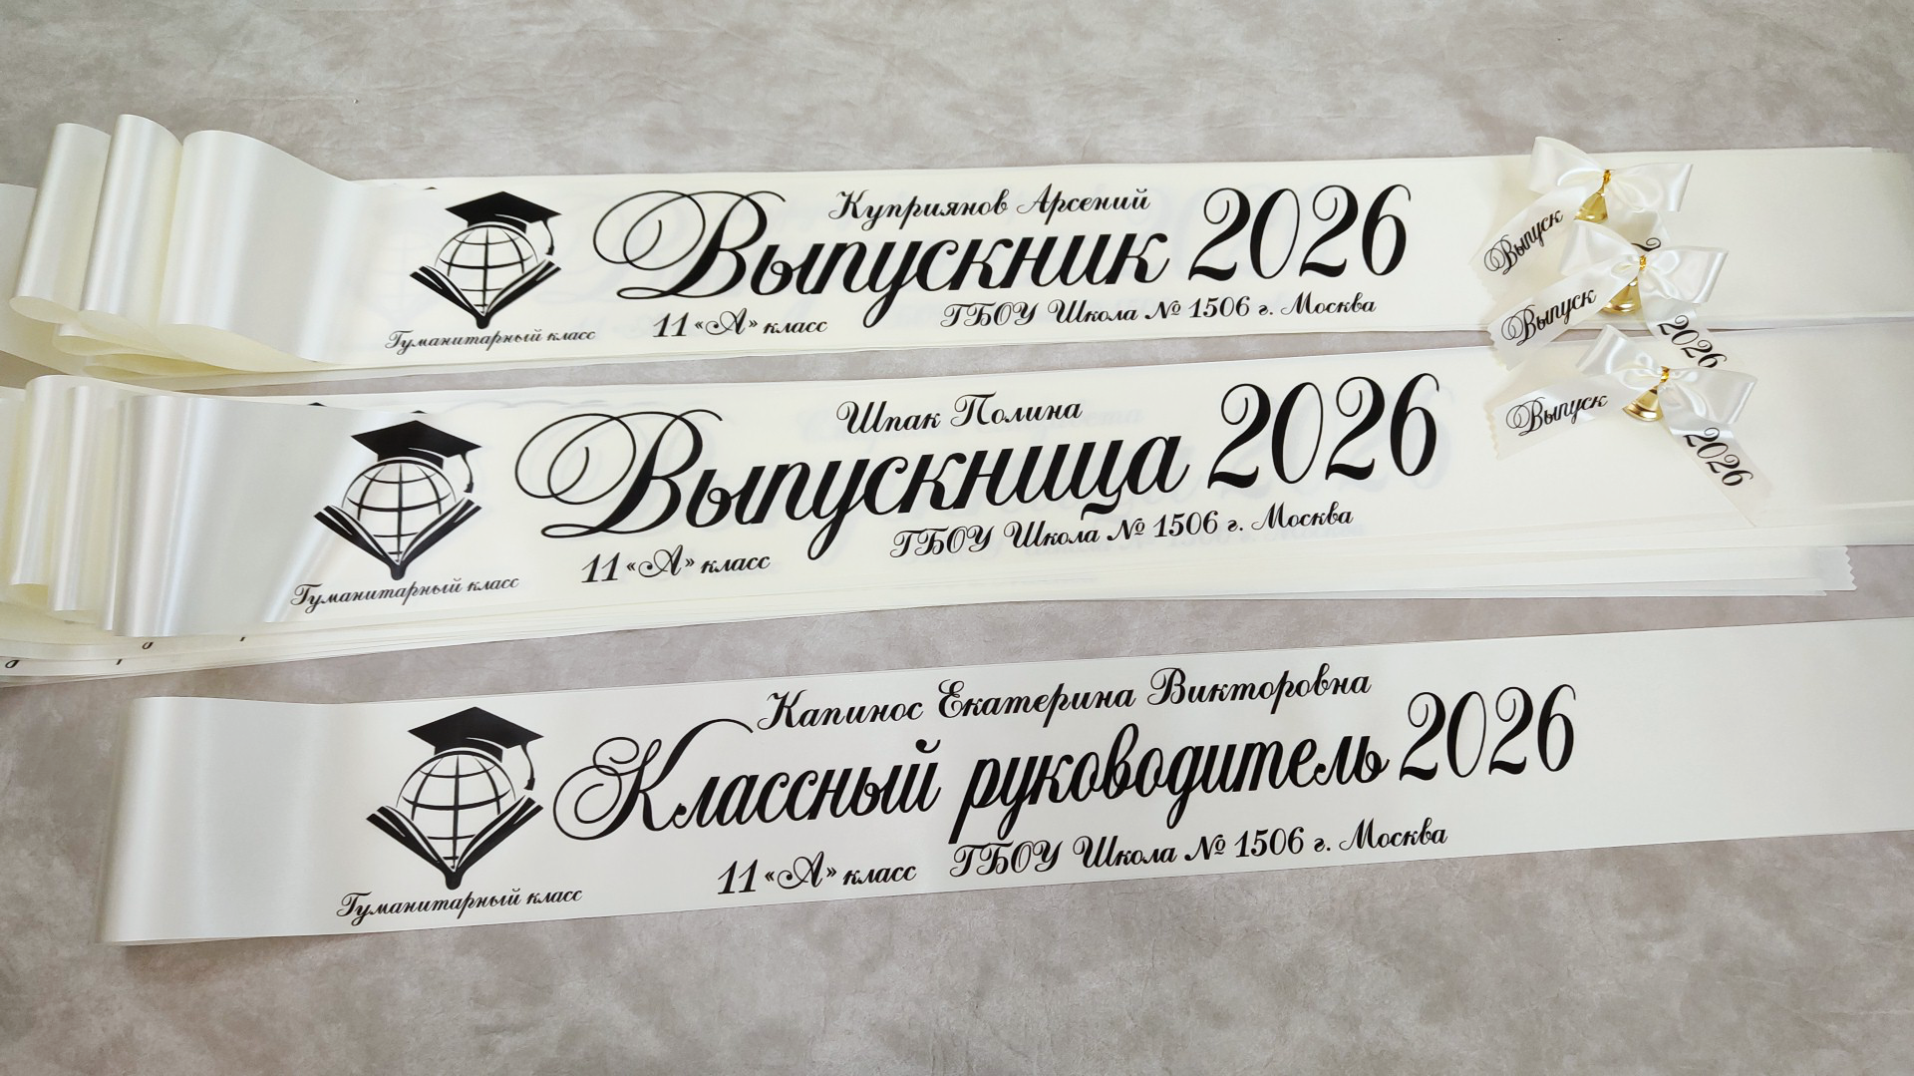 Куприянов Арсений
Выпускник 2026
11 «А» класс ГБОУ Школа № 1506 г. Москва
Гуманитарный класс
Выпуск 2
Выпуск 2026
Выпуск 2026
Шпак Полина
Выпускница 2026
11 «А» класс ГБОУ Школа № 1506 г. Москва
Гуманитарный класс
Капинос Екатерина Викторовна
Классный руководитель 2026
11 «А» класс ГБОУ Школа № 1506 г. Москва
Гуманитарный класс